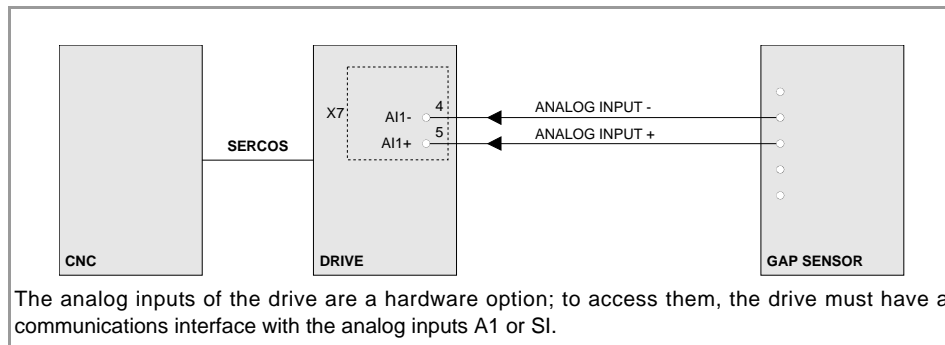 ANALOG INPUT -
X7 AI1- 4
ANALOG INPUT +
AI1+ 5
SERCOS
CNC DRIVE GAP SENSOR
The analog inputs of the drive are a hardware option; to access them, the drive must have a
communications interface with the analog inputs A1 or SI.